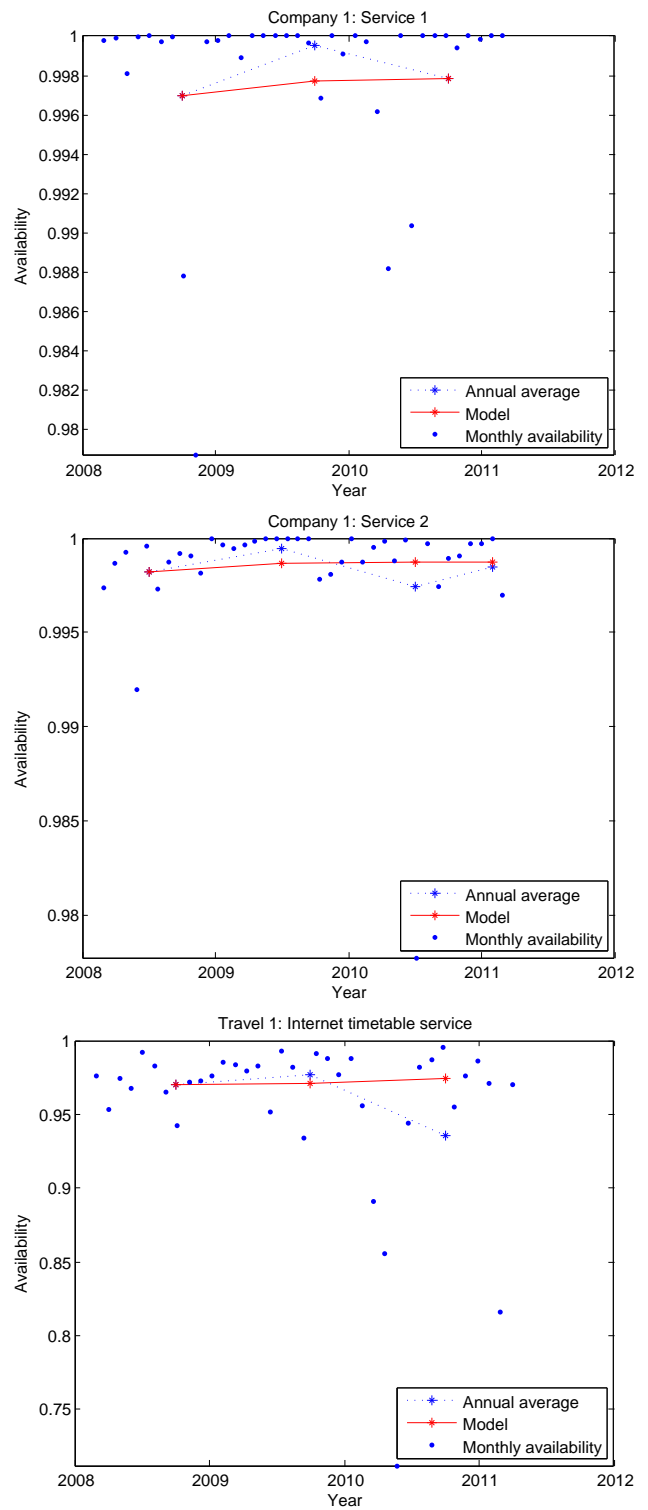 Company 1: Service 1
1
0.998
0.996
0.994
0.992
0.99
0.988
0.986
0.984
0.982
0.98
Availability
2008 2009 2010 2011 2012
Year
Annual average
Model
Monthly availability
Company 1: Service 2
1
0.995
0.99
0.985
0.98
Availability
2008 2009 2010 2011 2012
Year
Annual average
Model
Monthly availability
Travel 1: Internet timetable service
1
0.95
0.9
0.85
0.8
0.75
Availability
2008 2009 2010 2011 2012
Year
Annual average
Model
Monthly availability